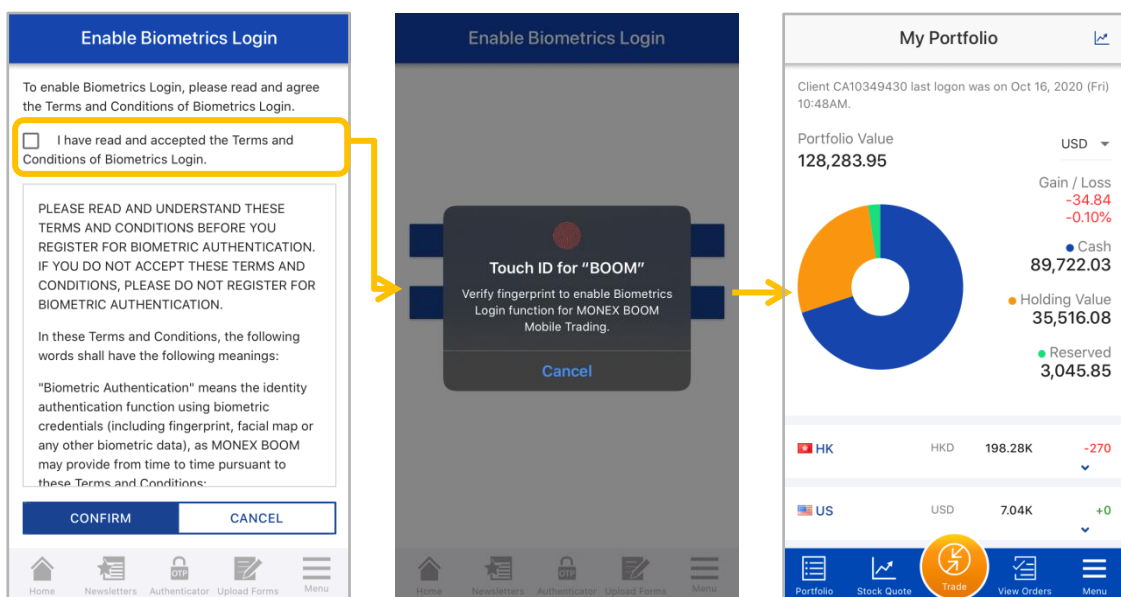 Enable Biometrics Login
To enable Biometrics Login, please read and agree
the Terms and Conditions of Biometrics Login.
I have read and accepted the Terms and
Conditions of Biometrics Login.
PLEASE READ AND UNDERSTAND THESE
TERMS AND CONDITIONS BEFORE YOU
REGISTER FOR BIOMETRIC AUTHENTICATION.
IF YOU DO NOT ACCEPT THESE TERMS AND
CONDITIONS, PLEASE DO NOT REGISTER FOR
BIOMETRIC AUTHENTICATION.
In these Terms and Conditions, the following
words shall have the following meanings:
"Biometric Authentication" means the identity
authentication function using biometric
credentials (including fingerprint, facial map or
any other biometric data), as MONEX BOOM
may provide from time to time pursuant to
these Terms and Conditions;
CONFIRM
CANCEL
OTP
Home
Newsletters
Authenticator
Upload Forms
Menu
Enable Biometrics Login
Touch ID for “BOOM”
Verify fingerprint to enable Biometrics
Login function for MONEX BOOM
Mobile Trading.
Cancel
OTP
Home
Newsletters
Authenticator
Upload Forms
Menu
My Portfolio
Client CA10349430 last logon was on Oct 16, 2020 (Fri)
10:48AM.
Portfolio Value
USD
128,283.95
Gain / Loss
-34.84
-0.10%
Cash
89,722.03
Holding Value
35,516.08
Reserved
3,045.85
HK HKD 198.28K -270
US USD 7.04K +0
Portfolio
Stock Quote
Trade
View Orders
Menu